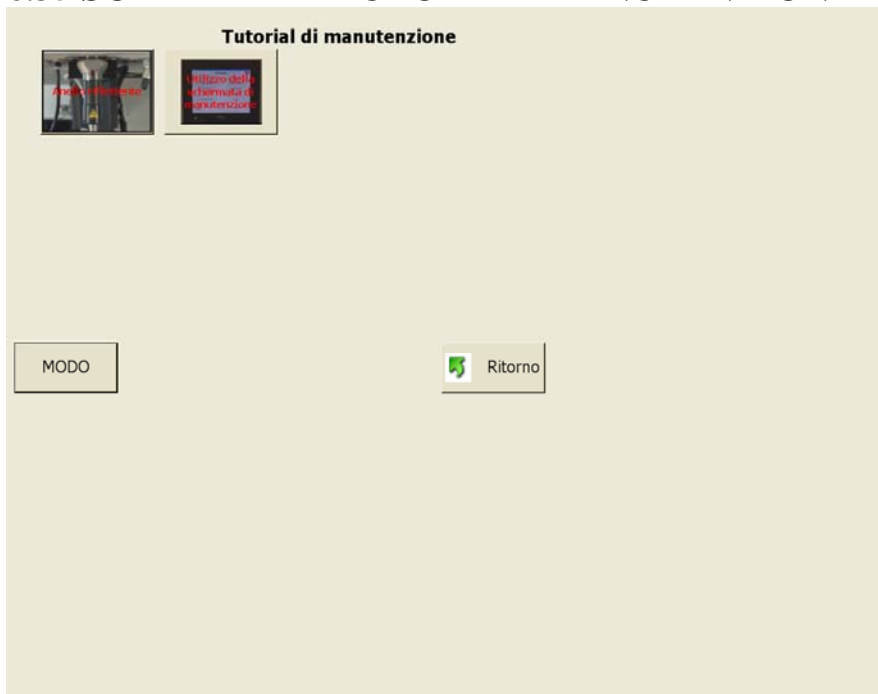 Tutorial di manutenzione
Utilizzo della
schermata di
manutenzione
MODO
Ritorno